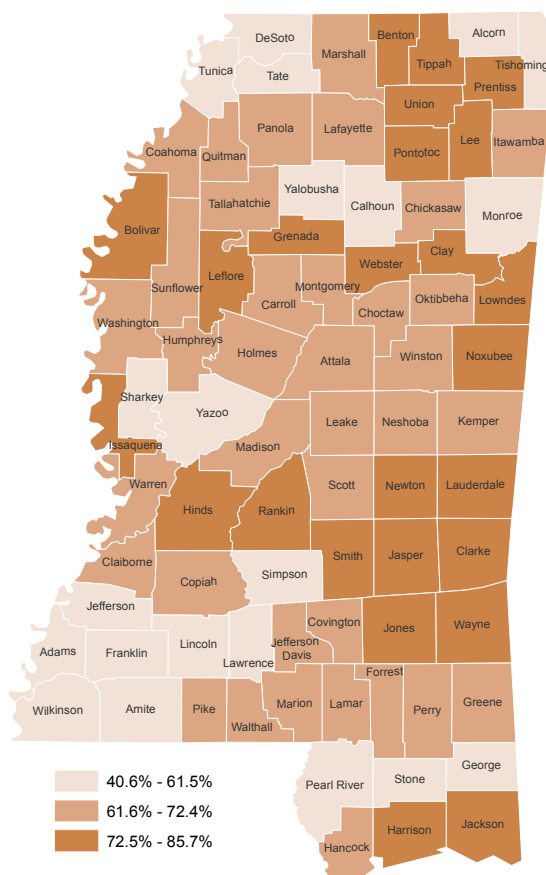 DeSoto
Benton
Alcorn
Marshall
Tippah
Tishoming
Tunica
Tate
Prentiss
Union
Panola
Lafayette
Lee
Itawamba
Coahoma
Quitman
Pontotoc
Yalobusha
Tallahatchie
Calhoun
Chickasaw
Monroe
Bolivar
Grenada
Clay
Webster
Leflore
Sunflower
Montgomery
Carroll
Oktibbeha
Lowndes
Choctaw
Washington
Humphreys
Holmes
Attala
Winston
Noxubee
Sharkey
Yazoo
Leake
Neshoba
Kemper
Issaquena
Madison
Warren
Scott
Newton
Lauderdale
Hinds
Rankin
Smith
Jasper
Clarke
Claiborne
Simpson
Copiah
Jefferson
Covington
Jones
Wayne
Lincoln
Jefferson
Davis
Adams
Franklin
Lawrence
Forrest
Wilkinson
Amite
Pike
Marion
Lamar
Perry
Greene
Walthall
George
Pearl River
Stone
40.6% - 61.5%
61.6% - 72.4%
72.5% - 85.7%
Hancock
Harrison
Jackson